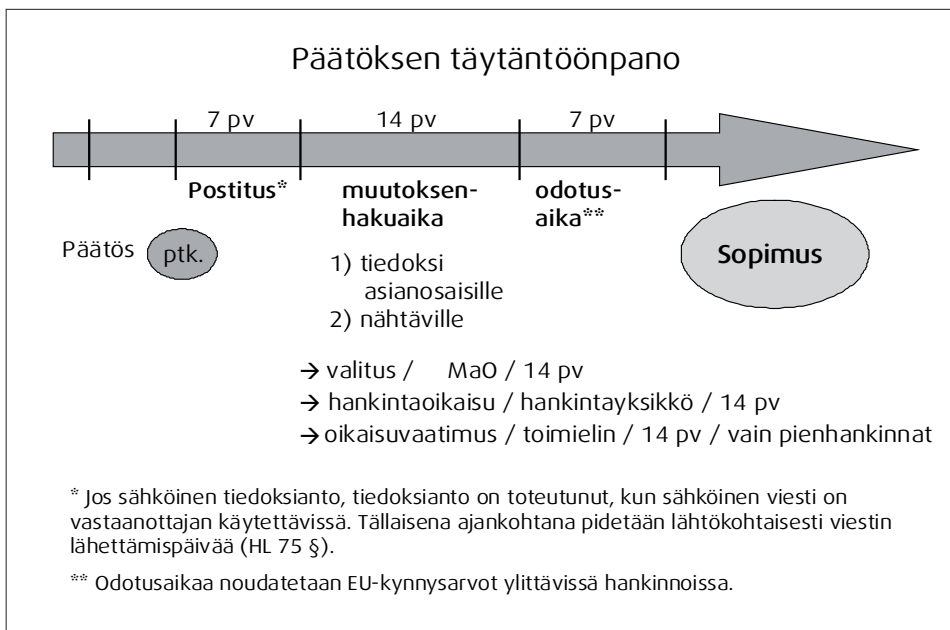 Päätöksen täytäntöönpano
7 pv 14 pv 7 pv
Postitus* muutoksen- odotus-
hakuaika aika**
Päätös ptk. Sopimus
1) tiedoksi
asianosaisille
2) nähtäville
→ valitus / MaO / 14 pv
→ hankintaoikaisu / hankintayksikkö / 14 pv
→ oikaisuvaatimus / toimielin / 14 pv / vain pienhankinnat
* Jos sähköinen tiedoksianto, tiedoksianto on toteutunut, kun sähköinen viesti on
vastaanottajan käytettävissä. Tällaisena ajankohtana pidetään lähtökohtaisesti viestin
lähettämispäivää (HL 75 §).
** Odotusaikaa noudatetaan EU-kynnysarvot ylittävissä hankinnoissa.